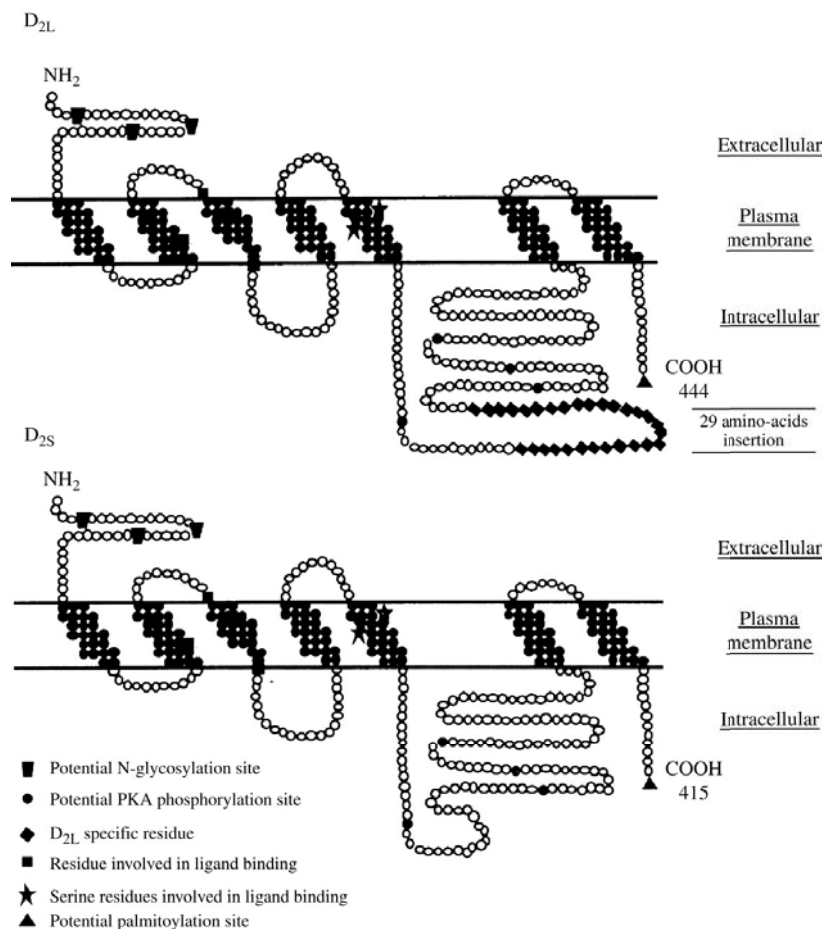 D2L
NH2
Extracellular
Plasma
membrane
Intracellular
COOH
444
29 amino-acids
insertion
D2S
NH2
Extracellular
Plasma
membrane
Intracellular
COOH
415
Potential N-glycosylation site
Potential PKA phosphorylation site
D2L specific residue
Residue involved in ligand binding
Serine residues involved in ligand binding
Potential palmitoylation site